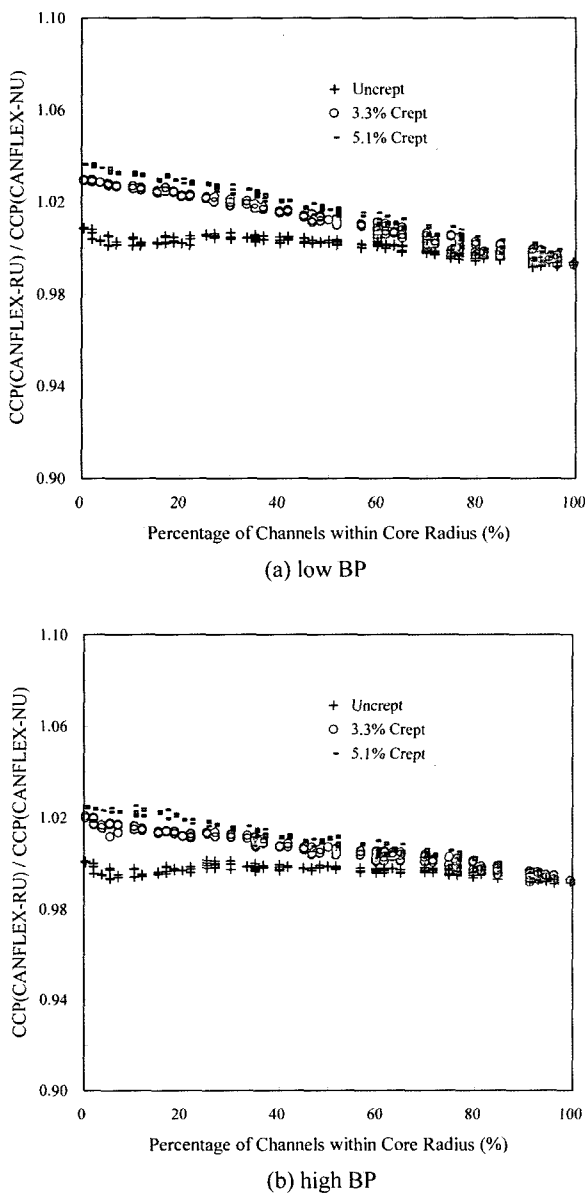 1.10
1.06
1.02
0.98
0.94
0.90
CCP(CANFLEX-RU) / CCP(CANFLEX-NU)
Uncrept
3.3% Crept
5.1% Crept
0 20 40 60 80 100
Percentage of Channels within Core Radius (%)
(a) low BP
1.10
1.06
1.02
0.98
0.94
0.90
CCP(CANFLEX-RU) / CCP(CANFLEX-NU)
Uncrept
3.3% Crept
5.1% Crept
0 20 40 60 80 100
Percentage of Channels within Core Radius (%)
(b) high BP